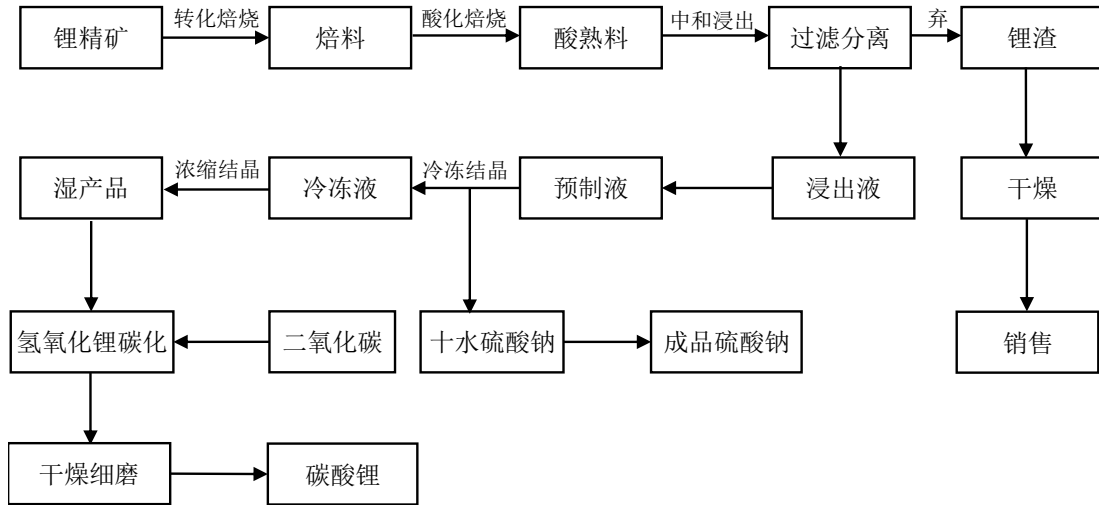 锂精矿
转化焙烧
焙料
酸化焙烧
酸熟料
中和浸出
过滤分离
弃
锂渣
湿产品
浓缩结晶
冷冻液
冷冻结晶
预制液
浸出液
干燥
氢氧化锂碳化
二氧化碳
十水硫酸钠
成品硫酸钠
销售
干燥细磨
碳酸锂